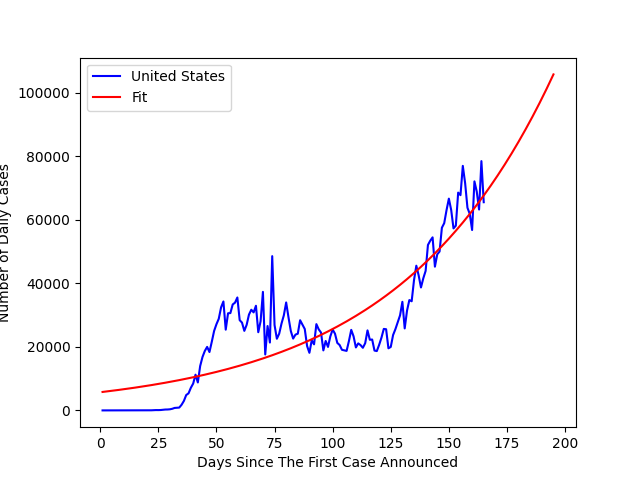 United States
Fit
Number of Daily Cases
100000
80000
60000
40000
20000
0
0 25 50 75 100 125 150 175 200
Days Since The First Case Announced